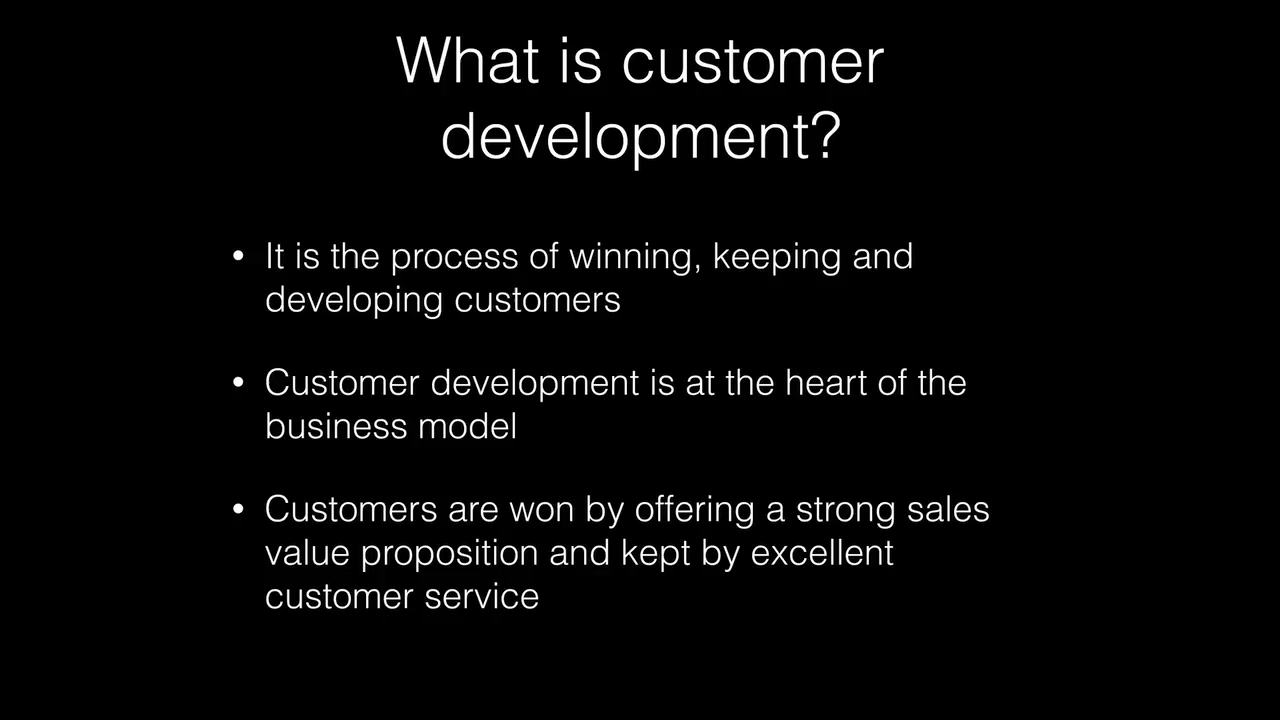 What is customer
development?
• It is the process of winning, keeping and
developing customers
• Customer development is at the heart of the
business model
• Customers are won by offering a strong sales
value proposition and kept by excellent
customer service